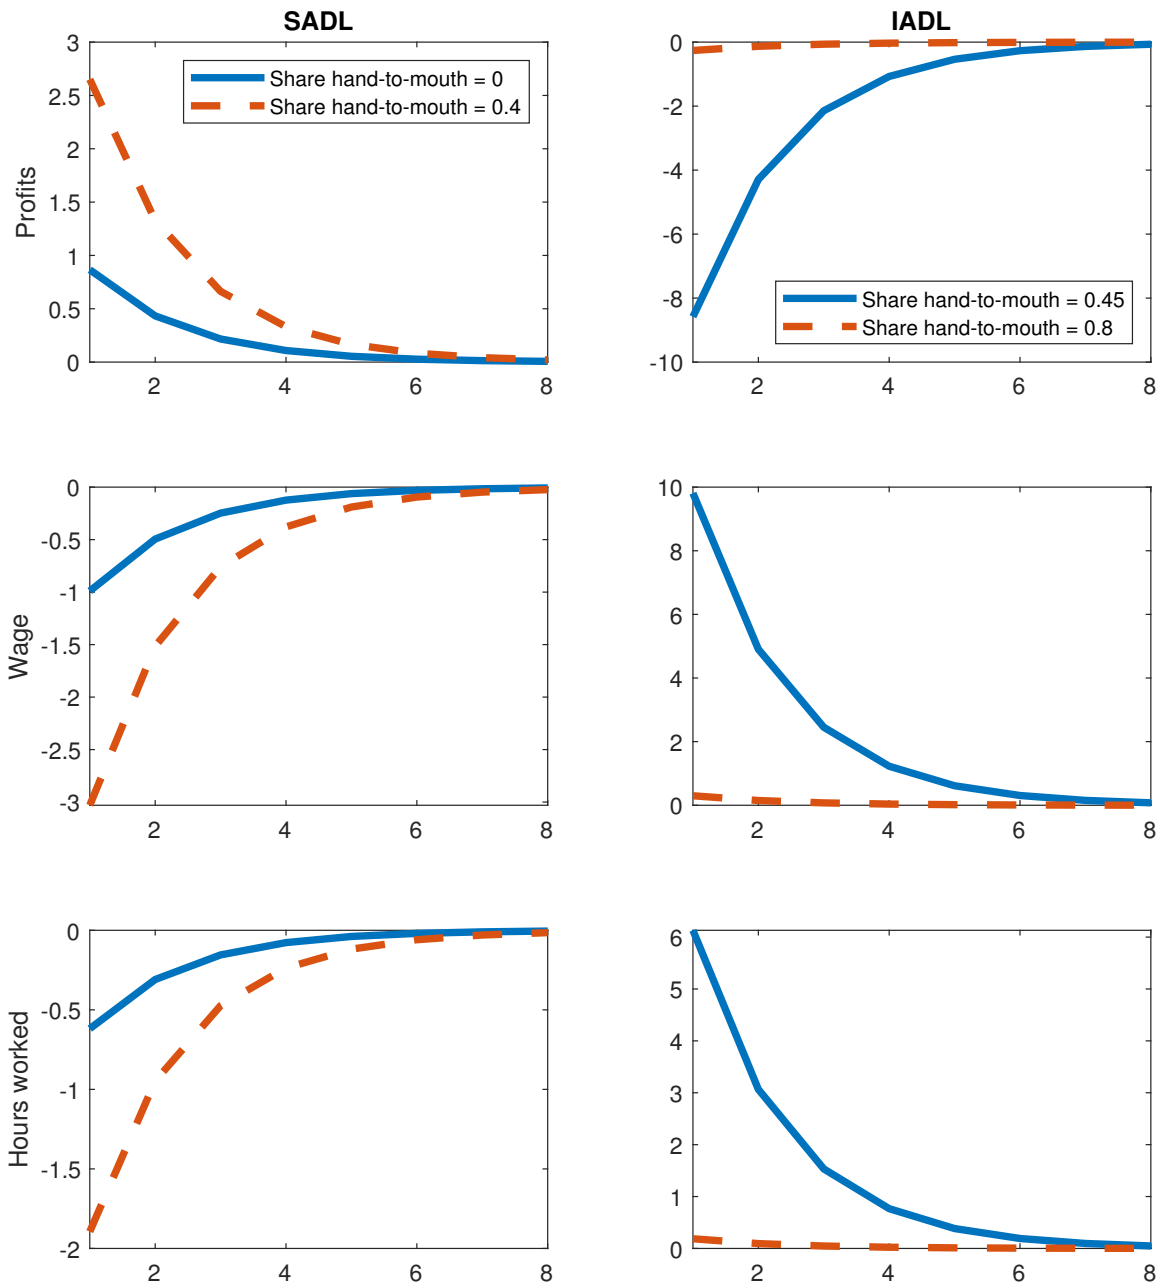 SADL
3
2.5
2
1.5
1
0.5
0
Profits
Share hand-to-mouth = 0
Share hand-to-mouth = 0.4
2 4 6 8
IADL
0
-2
-4
-6
-8
-10
Share hand-to-mouth = 0.45
Share hand-to-mouth = 0.8
2 4 6 8
0
-0.5
-1
-1.5
-2
-2.5
-3
Wage
2 4 6 8
10
8
6
4
2
0
2 4 6 8
0
-0.5
-1
-1.5
-2
Hours worked
2 4 6 8
6
5
4
3
2
1
0
2 4 6 8